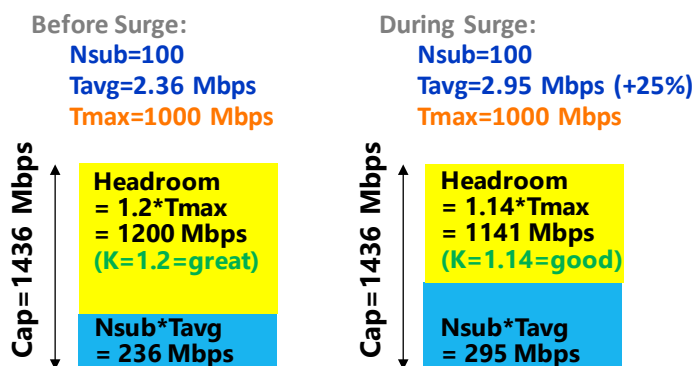 Before Surge:
Nsub=100
Tavg=2.36 Mbps
Tmax=1000 Mbps
Cap=1436 Mbps
Headroom
= 1.2*Tmax
= 1200 Mbps
(K=1.2=great)
Nsub*Tavg
= 236 Mbps
During Surge:
Nsub=100
Tavg=2.95 Mbps (+25%)
Tmax=1000 Mbps
Cap=1436 Mbps
Headroom
= 1.14*Tmax
= 1141 Mbps
(K=1.14=good)
Nsub*Tavg
= 295 Mbps